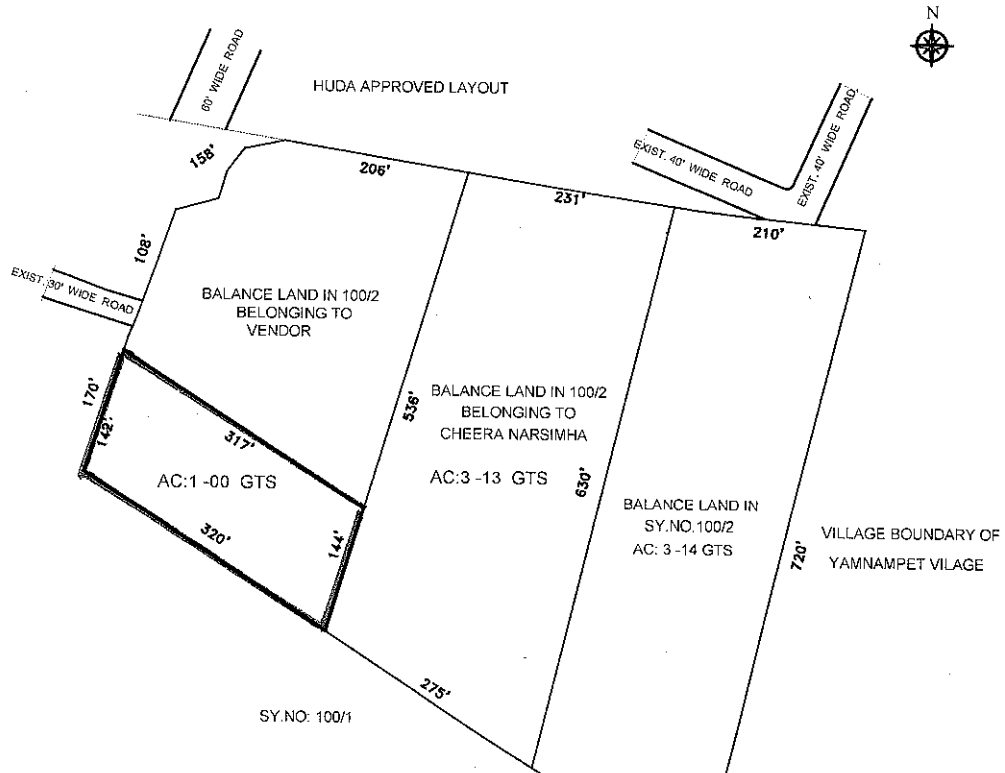 N
60' WIDE ROAD
HUDA APPROVED LAYOUT
158'
206'
EXIST. 40' WIDE ROAD
EXIST. 40' WIDE ROAD
231'
210'
108'
EXIST. 30' WIDE ROAD
BALANCE LAND IN 100/2
BELONGING TO
VENDOR
170'
142'
317'
536'
BALANCE LAND IN 100/2
BELONGING TO
CHEERA NARSIMHA
AC:1 -00 GTS
AC:3 -13 GTS
630'
BALANCE LAND IN
SY.NO.100/2
AC: 3 -14 GTS
720'
VILLAGE BOUNDARY OF
YAMNAMPET VILAGE
320'
144'
275'
SY.NO: 100/1